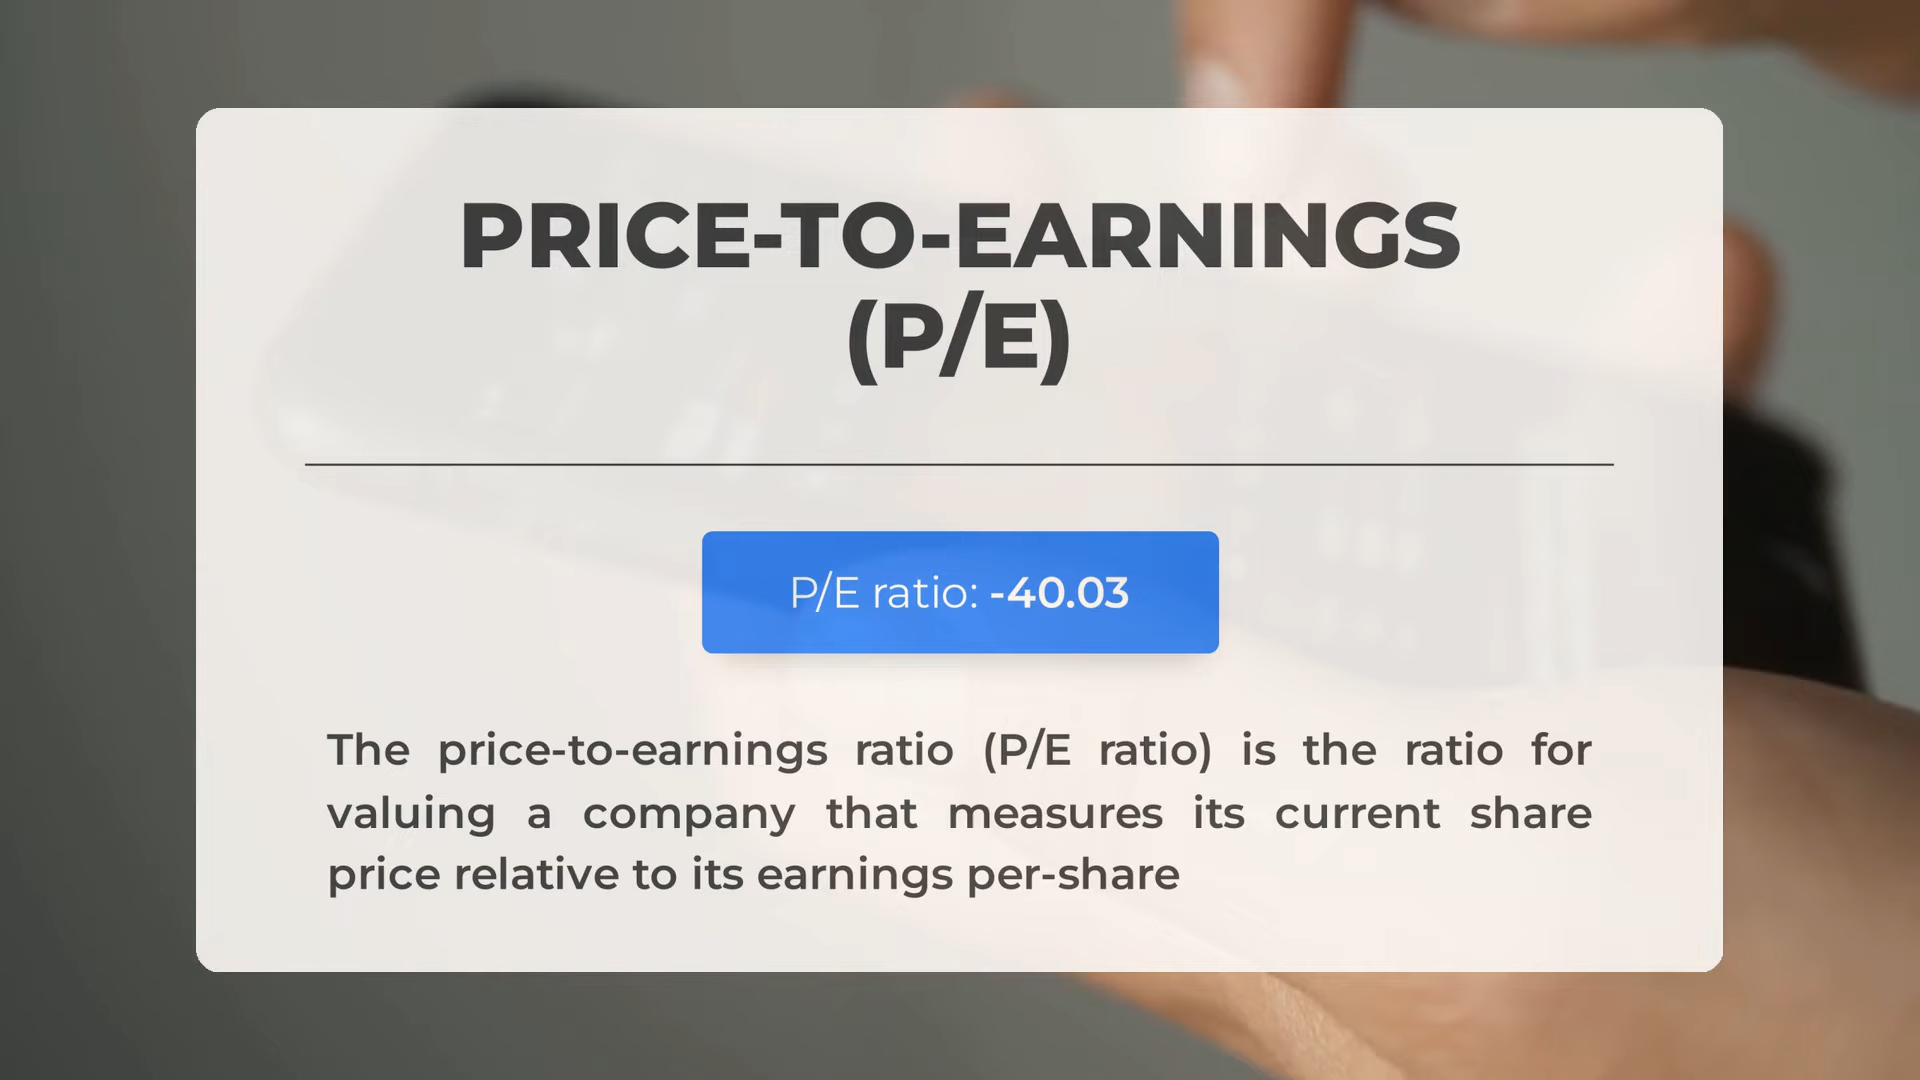 PRICE-TO-EARNINGS
(P/E)
P/E ratio: -40.03
The price-to-earnings ratio (P/E ratio) is the ratio for
valuing a company that measures its current share
price relative to its earnings per-share